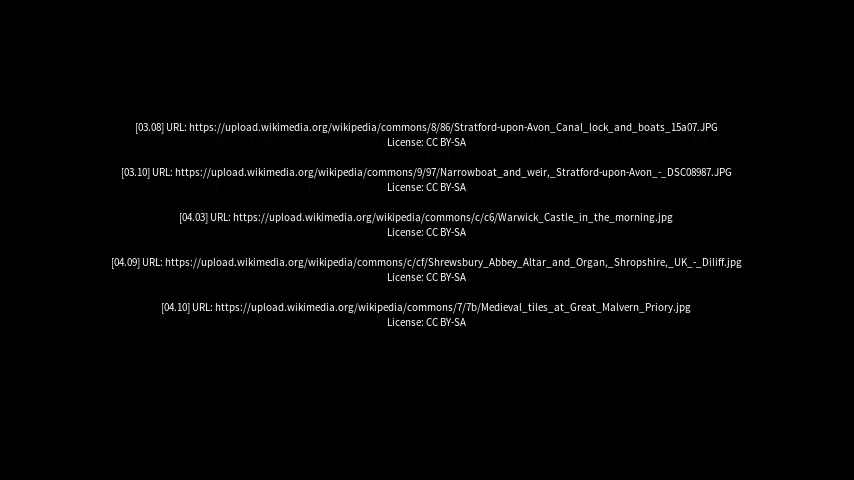 [03.08] URL: https://upload.wikimedia.org/wikipedia/commons/8/86/Stratford-upon-Avon_Canal_lock_and_boats_15a07.JPG
License: CC BY-SA
[03.10] URL: https://upload.wikimedia.org/wikipedia/commons/9/97/Narrowboat_and_weir,_Stratford-upon-Avon_-_DSC08987.JPG
License: CC BY-SA
[04.03] URL: https://upload.wikimedia.org/wikipedia/commons/c/c6/Warwick_Castle_in_the_morning.jpg
License: CC BY-SA
[04.09] URL: https://upload.wikimedia.org/wikipedia/commons/c/cf/Shrewsbury_Abbey_Altar_and_Organ,_Shropshire,_UK_-_Diliff.jpg
License: CC BY-SA
[04.10] URL: https://upload.wikimedia.org/wikipedia/commons/7/7b/Medieval_tiles_at_Great_Malvern_Priory.jpg
License: CC BY-SA